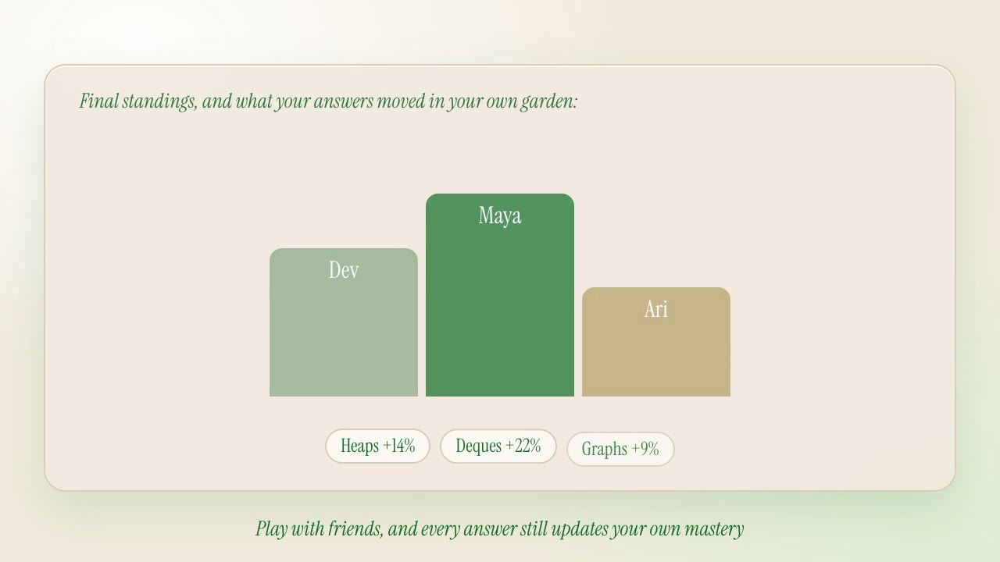 Final standings, and what your answers moved in your own garden:
Maya
Dev
Ari
Heaps +14%
Deques +22%
Graphs +9%
Play with friends, and every answer still updates your own mastery